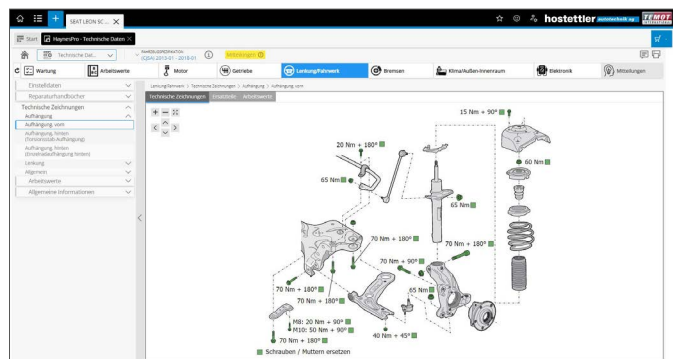 SEAT LEON SC ...
hostettler autotechnik ag TEMOT INTERNATIONAL
Start HaynesPro - Technische Daten
Technische Dat...
FAHRZEUGINFORMATION
Mitteilungen
Wartung Arbeitswerte Motor Getriebe Lenkung/Fahrwerk Bremsen Klima/Außen-Innenraum Elektronik Mitteilungen
Einstelldaten
Lenkung/Fahrwerk > Technische Zeichnungen > Aufhängung > Aufhängung, vorn
Reparaturhandbücher
Technische Zeichnungen Ersatzteile Arbeitswerte
Technische Zeichnungen
Aufhängung
Aufhängung, vorn
Aufhängung, hinten
(Torsionsstab-Aufhängung)
Aufhängung, hinten
(Einzelradaufhängung hinten)
Lenkung
Allgemein
Arbeitswerte
Allgemeine Informationen
15 Nm + 90°
20 Nm +
180°
60 Nm
65 Nm
65 Nm
70 Nm + 180°
70 Nm + 180°
70 Nm + 90°
70 Nm + 180°
65 Nm
70 Nm + 180°
M8: 20 Nm + 90°
M10: 50 Nm + 90°
40 Nm + 45°
70 Nm + 180°
Schrauben / Muttern ersetzen